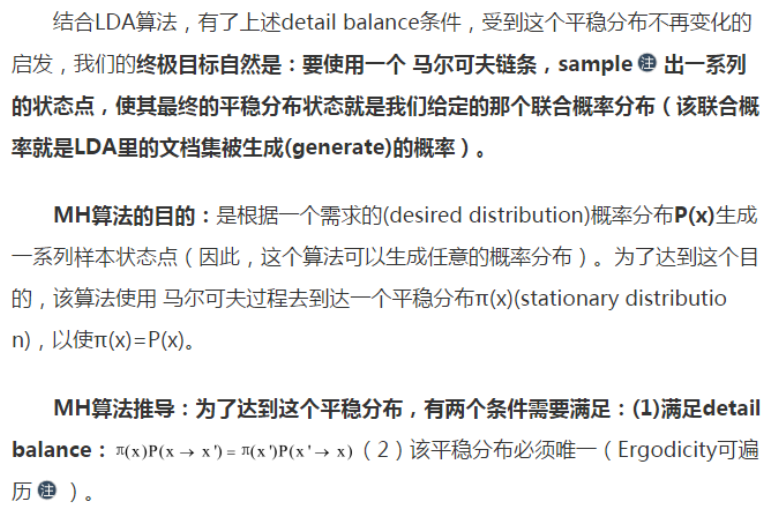 结合LDA算法，有了上述detail balance条件，受到这个平稳分布不再变化的
启发，我们的终极目标自然是：要使用一个 马尔可夫链条，sample 注 出一系列
的状态点，使其最终的平稳分布状态就是我们给定的那个联合概率分布（该联合概
率就是LDA里的文档集被生成(generate)的概率）。
MH算法的目的：是根据一个需求的(desired distribution)概率分布P(x)生成
一系列样本状态点（因此，这个算法可以生成任意的概率分布）。为了达到这个目
的，该算法使用 马尔可夫过程去到达一个平稳分布π(x)(stationary distributio
n)，以使π(x)=P(x)。
MH算法推导：为了达到这个平稳分布，有两个条件需要满足：(1)满足detail
balance：π(x)P(x → x') = π(x')P(x' → x)（2）该平稳分布必须唯一（Ergodicity可遍
历 注 ）。